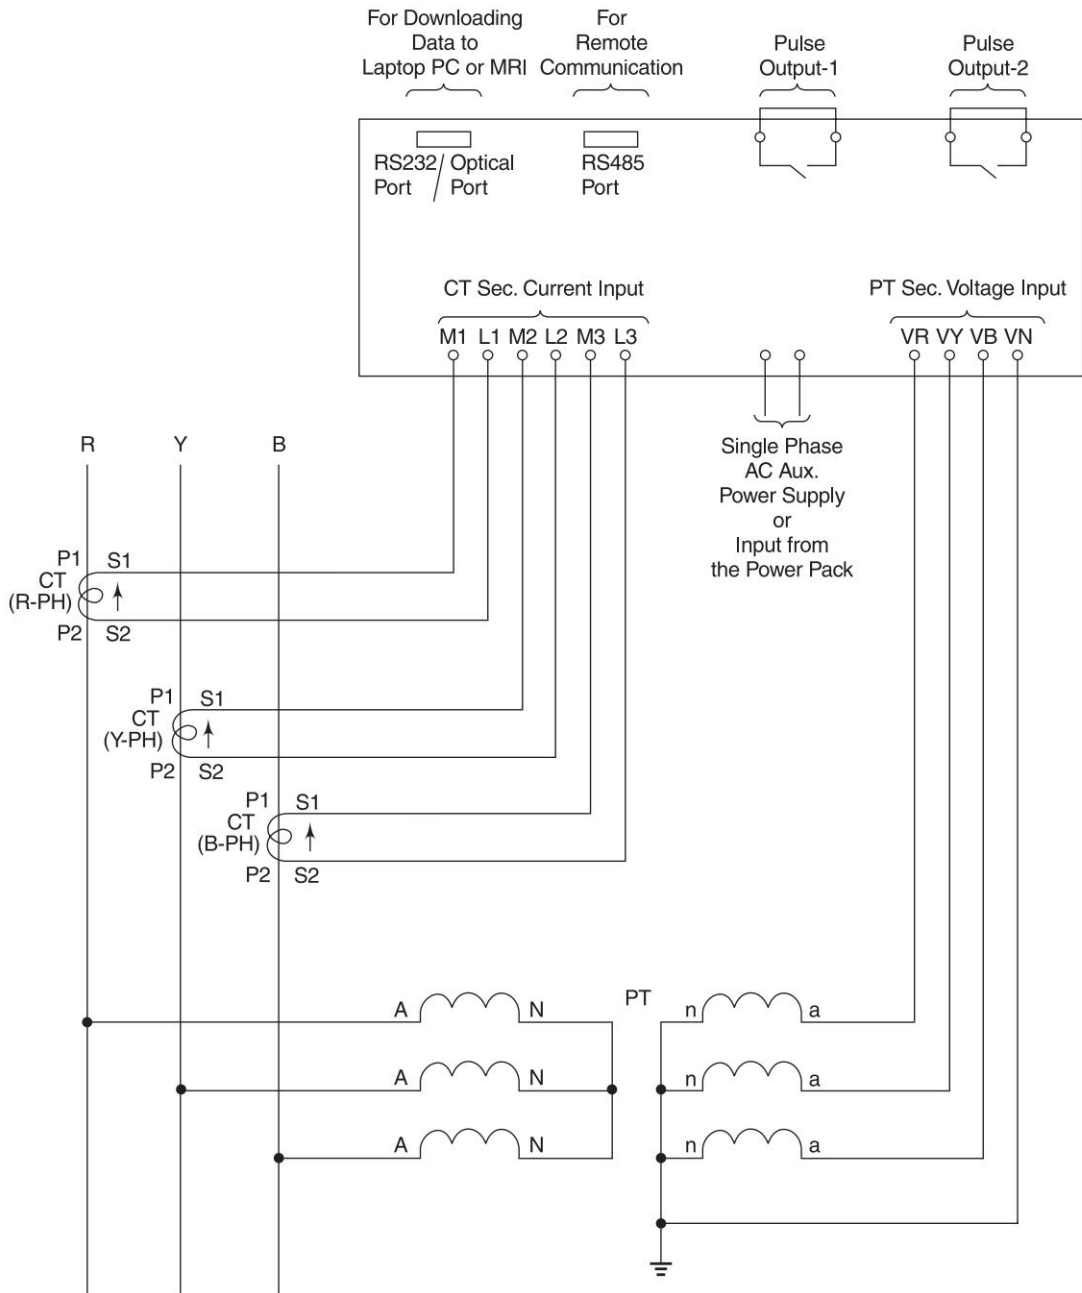 For Downloading
Data to
Laptop PC or MRI
For
Remote
Communication
Pulse
Output-1
Pulse
Output-2
RS232 / Optical
Port Port
RS485
Port
CT Sec. Current Input
M1 L1 M2 L2 M3 L3
PT Sec. Voltage Input
VR VY VB VN
Single Phase
AC Aux.
Power Supply
or
Input from
the Power Pack
R Y B
P1 S1
CT
(R-PH)
P2 S2
P1 S1
CT
(Y-PH)
P2 S2
P1 S1
CT
(B-PH)
P2 S2
PT
A N n a
A N n a
A N n a